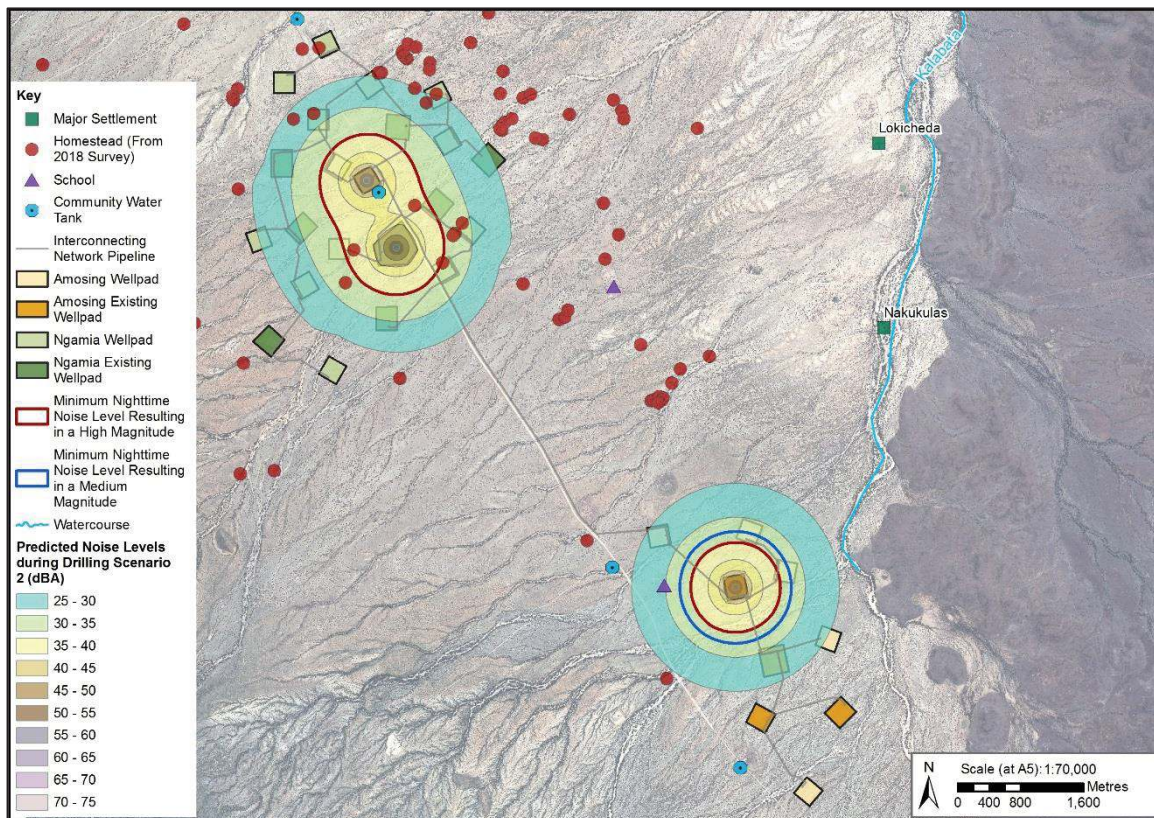 Key
Major Settlement
Homestead (From
2018 Survey)
School
Community Water
Tank
Interconnecting
Network Pipeline
Amosing Wellpad
Amosing Existing
Wellpad
Ngamia Wellpad
Ngamia Existing
Wellpad
Minimum Nighttime
Noise Level Resulting
in a High Magnitude
Minimum Nighttime
Noise Level Resulting
in a Medium
Magnitude
Watercourse
Predicted Noise Levels
during Drilling Scenario
2 (dBA)
25 - 30
30 - 35
35 - 40
40 - 45
45 - 50
50 - 55
55 - 60
60 - 65
65 - 70
70 - 75
Kalabata
Lokicheda
Nakukulas
N
Scale (at A5): 1:70,000
Metres
0 400 800 1,600